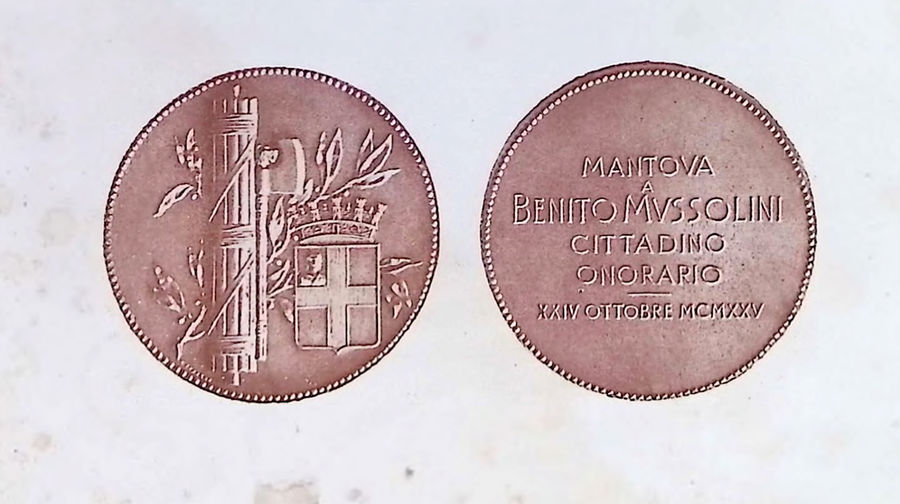 MANTOVA
A
BENITO MVSSOLINI
CITTADINO
ONORARIO
XXIV OTTOBRE MCMXXV